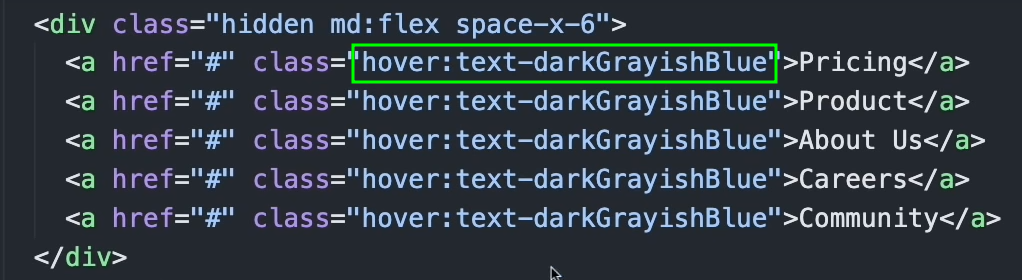 <div class="hidden md:flex space-x-6">
<a href="#" class="hover:text-darkGrayishBlue">Pricing</a>
<a href="#" class="hover:text-darkGrayishBlue">Product</a>
<a href="#" class="hover:text-darkGrayishBlue">About Us</a>
<a href="#" class="hover:text-darkGrayishBlue">Careers</a>
<a href="#" class="hover:text-darkGrayishBlue">Community</a>
</div>